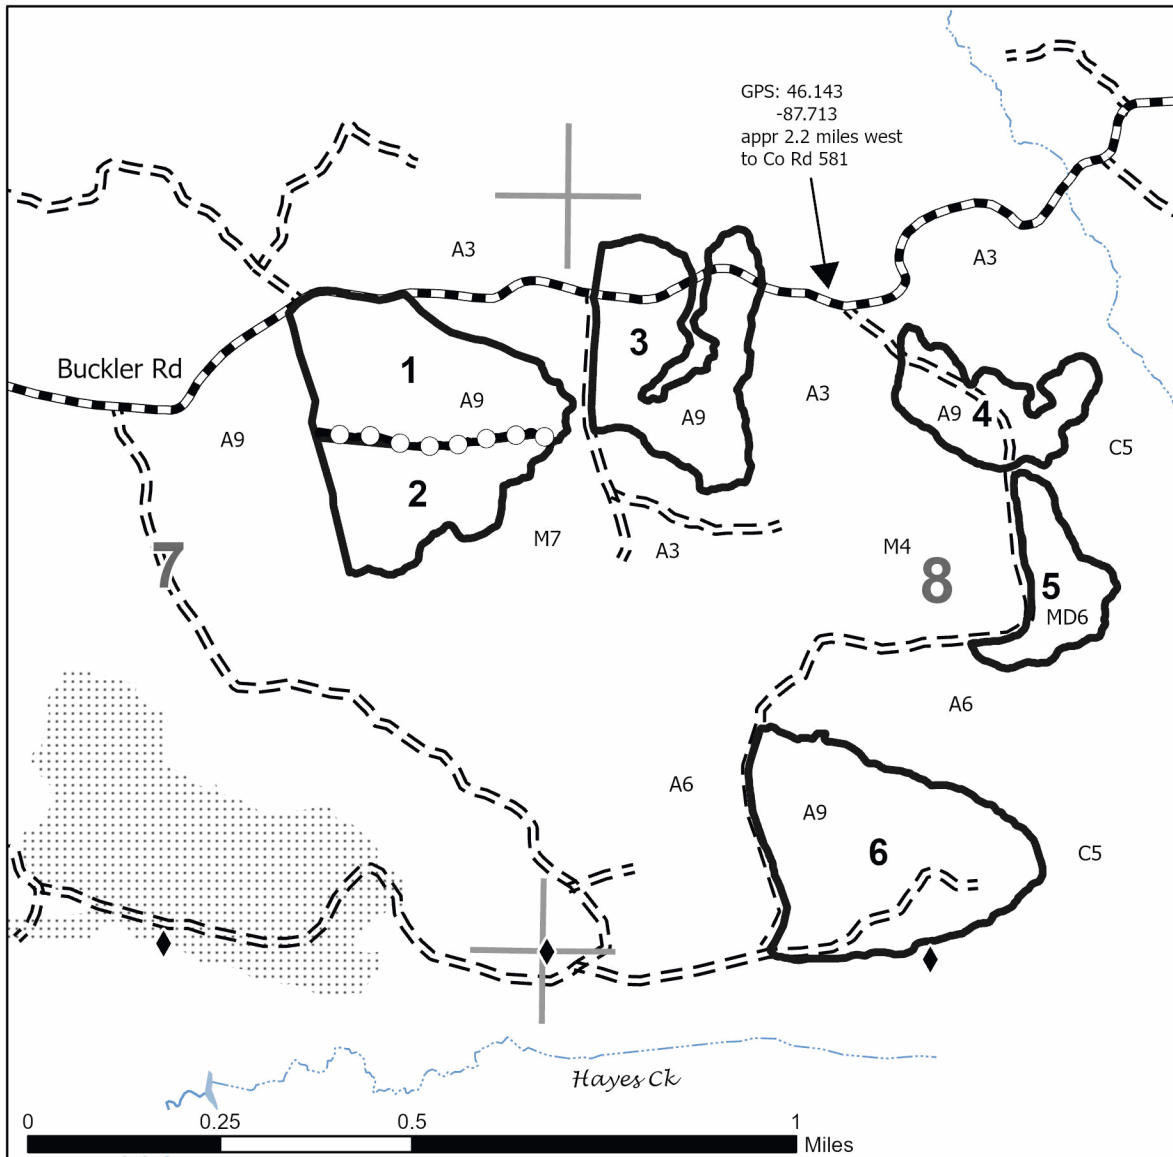 GPS: 46.143
-87.713
appr 2.2 miles west
to Co Rd 581
A3
A3
Buckler Rd
1
3
A9
A3
A9
A9
4
A9
C5
2
M7
A3
M4
7
8
5
MD6
A6
A6
A9
6
C5
Hayes Ck
0
0.25
0.5
1
Miles